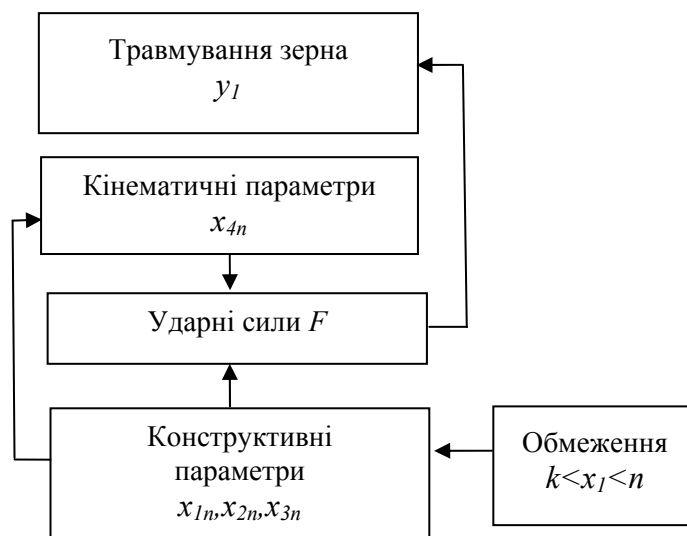 Травмування зерна
y1
Кінематичні параметри
x4n
Ударні сили F
Конструктивні
параметри
x1n,x2n,x3n
Обмеження
k<x1<n